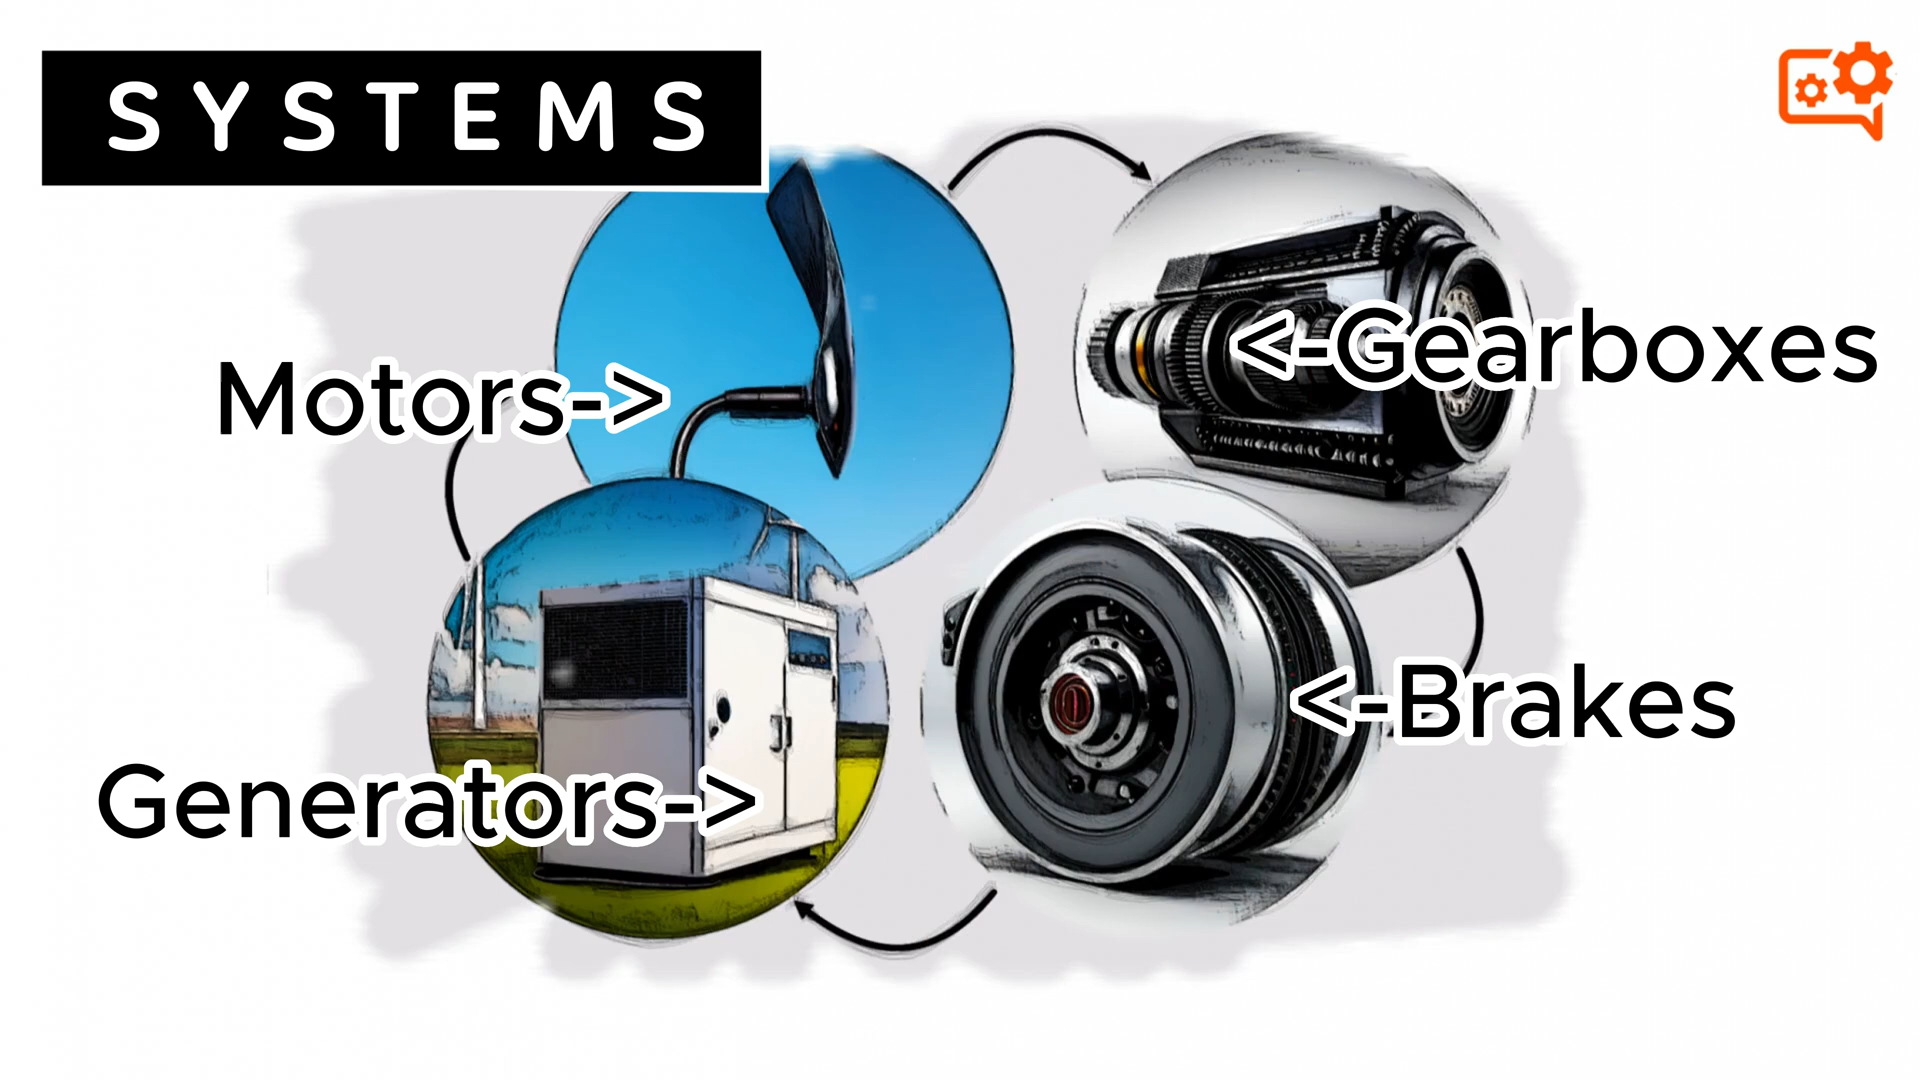 SYSTEMS
Motors->
<-Gearboxes
<-Brakes
Generators->